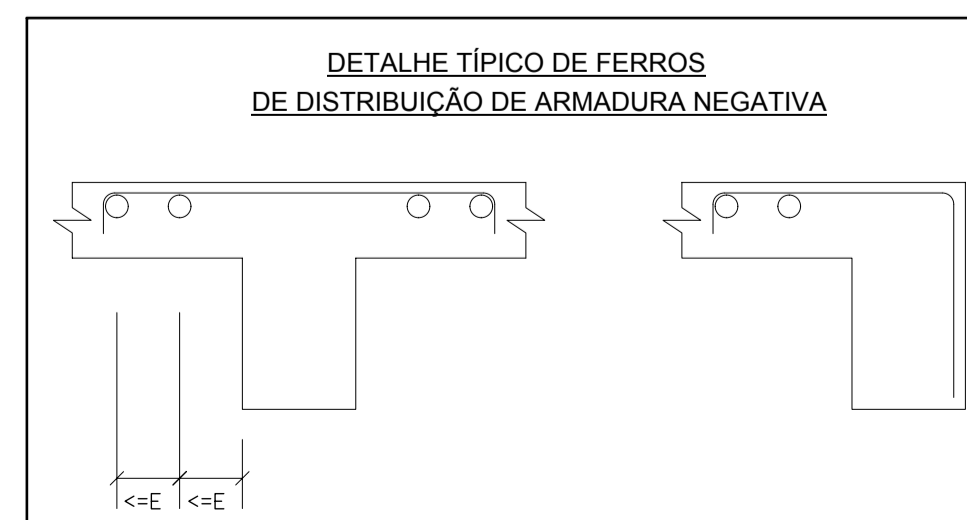 DETALHE TÍPICO DE FERROS
DE DISTRIBUIÇÃO DE ARMADURA NEGATIVA
<=E <=E